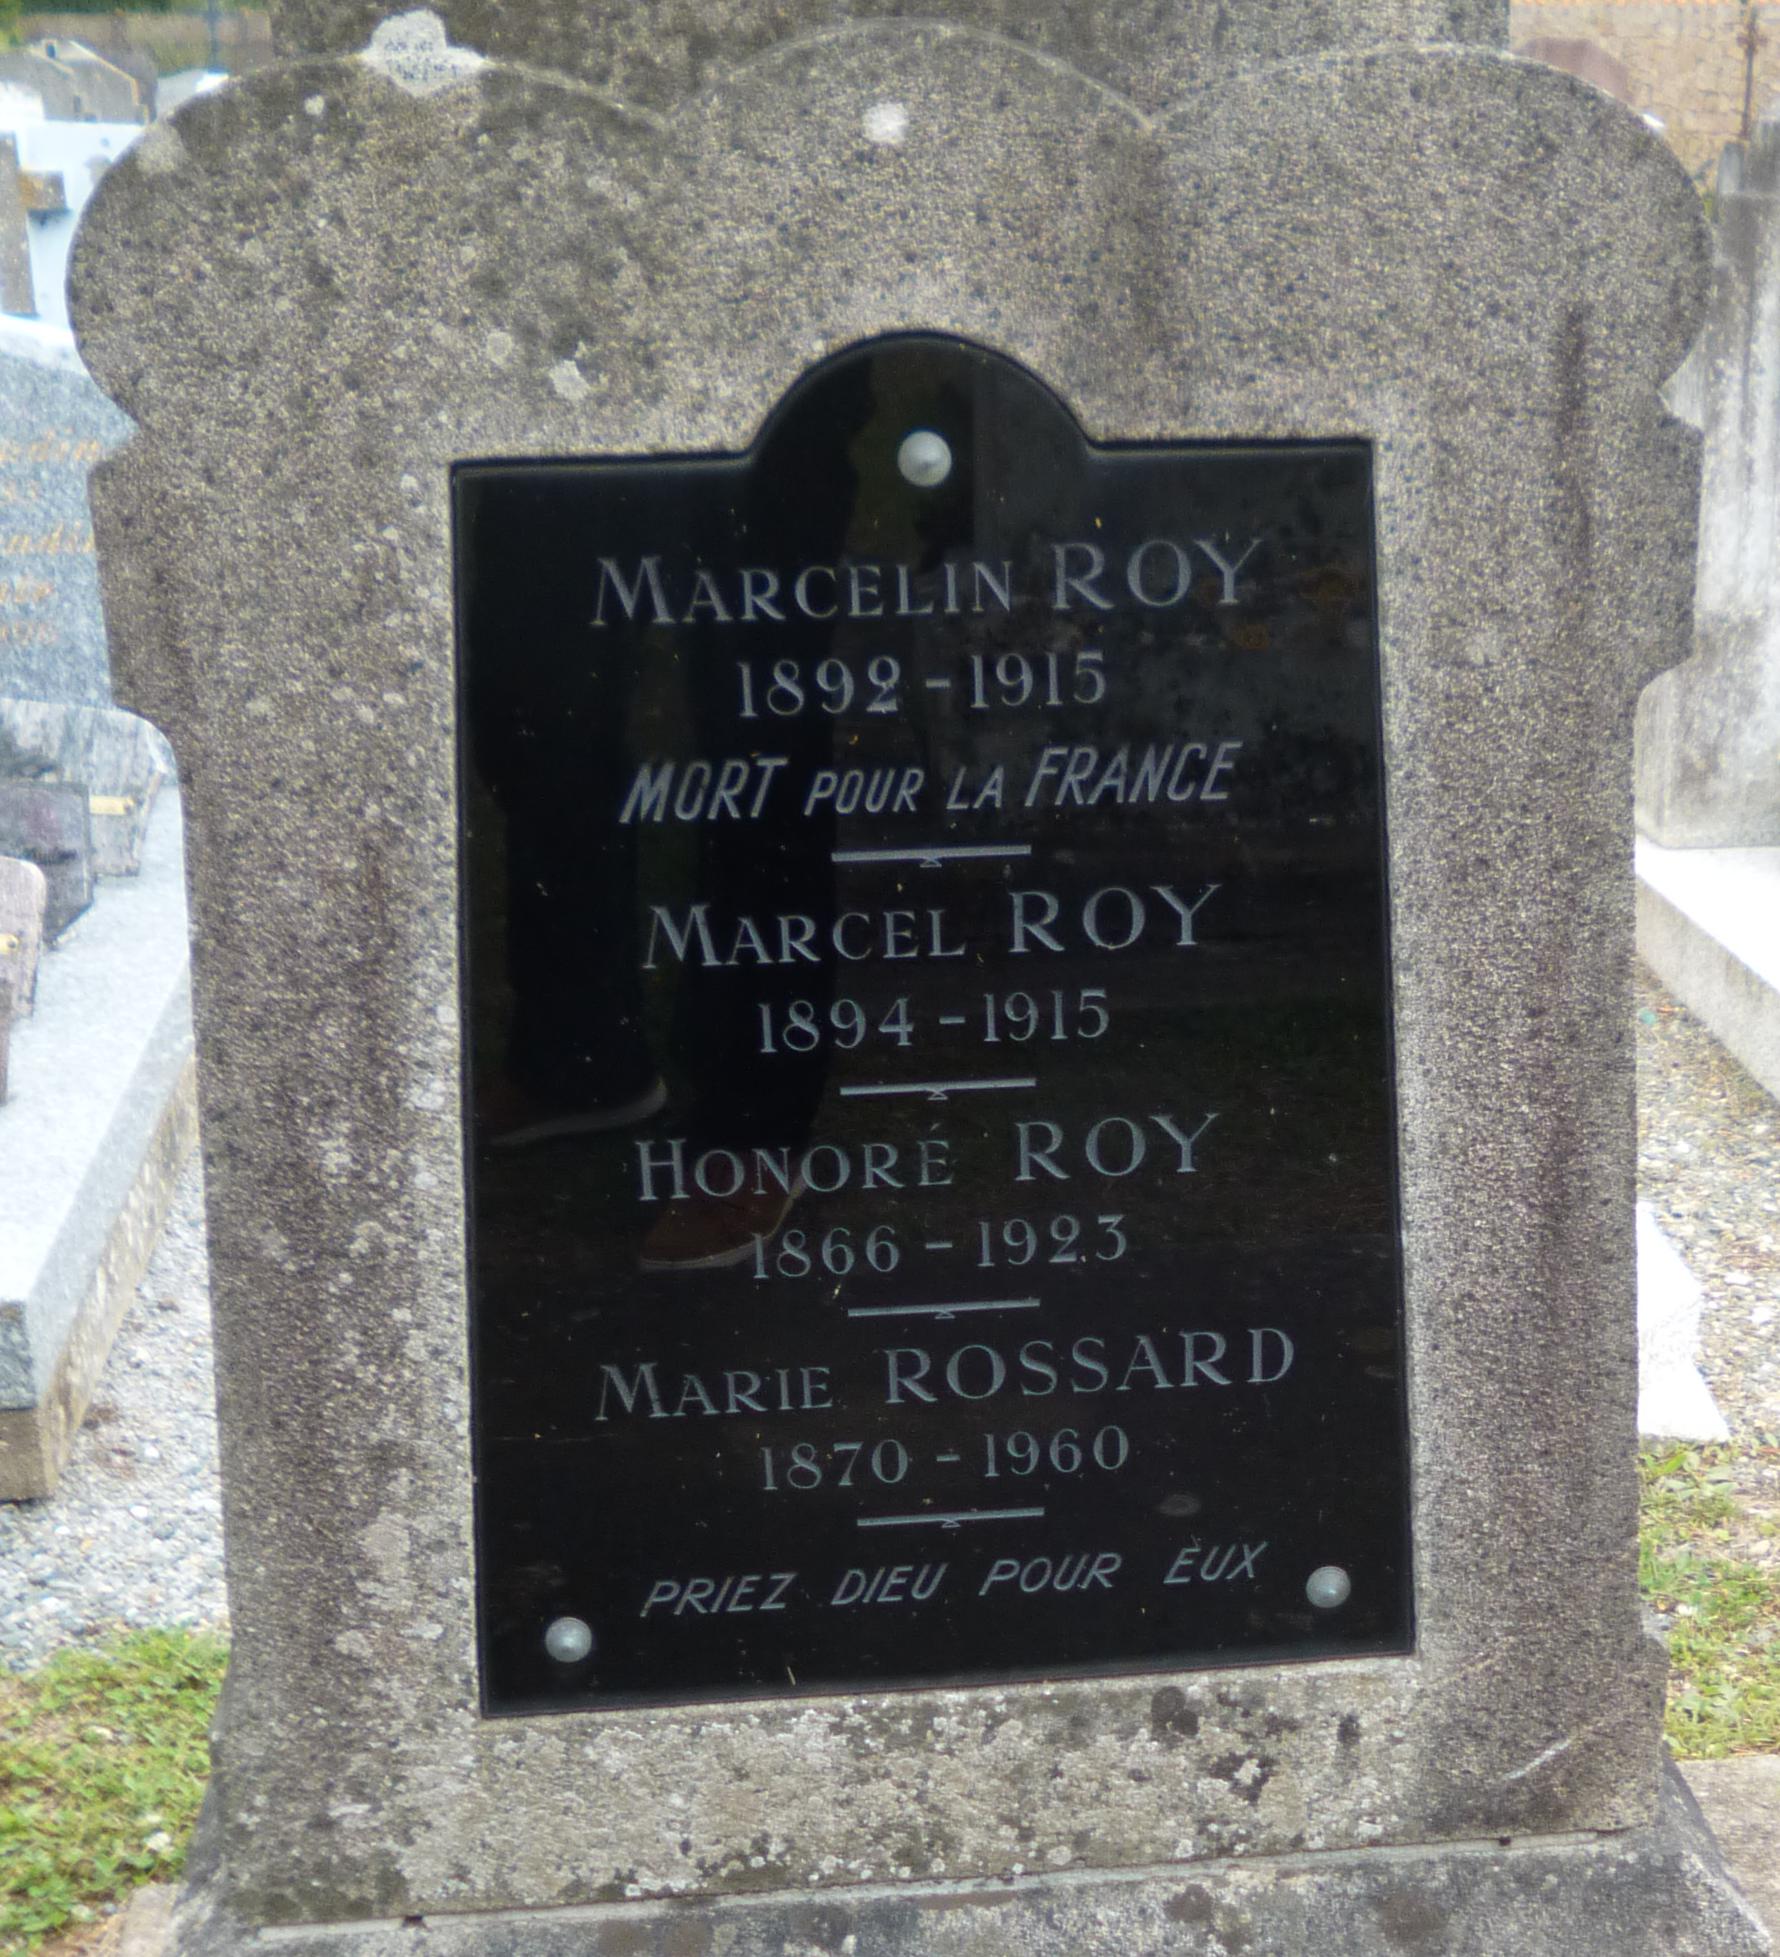 MARCELIN ROY
1892 - 1915
MORT POUR LA FRANCE
MARCEL ROY
1894 - 1915
HONORÉ ROY
1866 - 1923
MARIE ROSSARD
1870 - 1960
PRIEZ DIEU POUR EUX